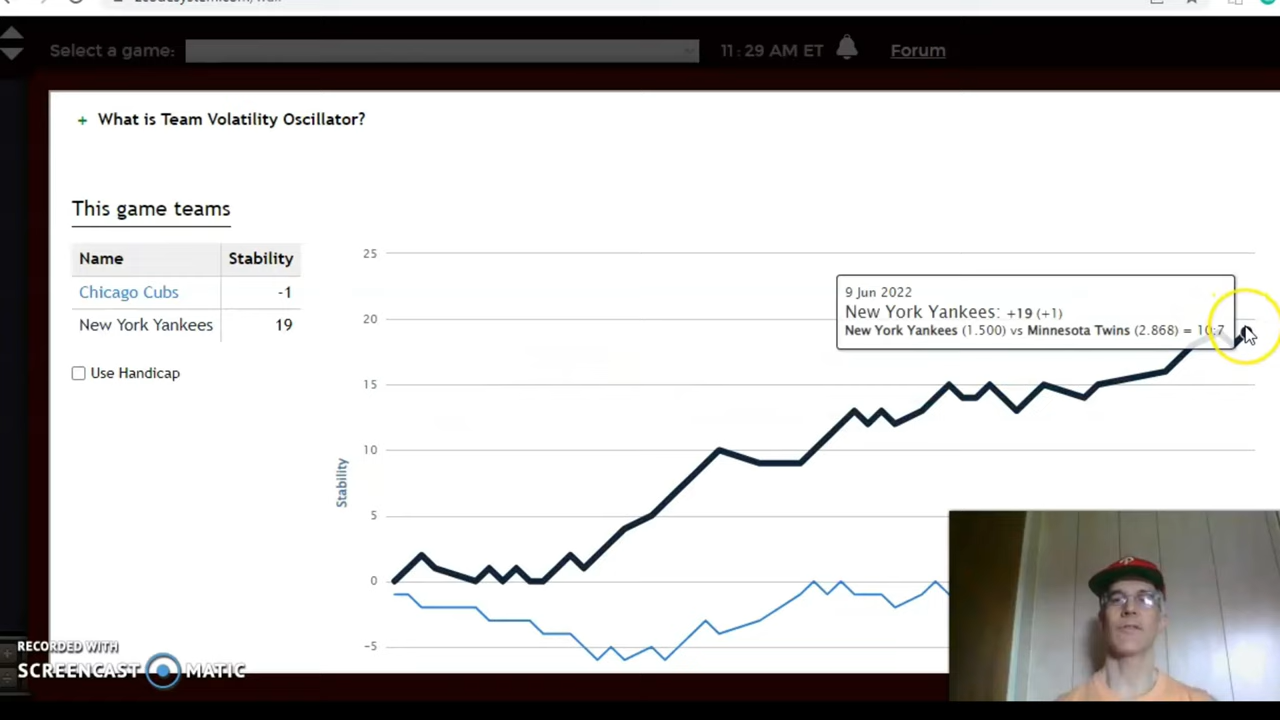 Select a game:
11:29 AM ET
Forum
+ What is Team Volatility Oscillator?
This game teams
Name Stability
Chicago Cubs -1
New York Yankees 19
Use Handicap
25
20
15
10
5
0
-5
Stability
9 Jun 2022
New York Yankees: +19 (+1)
New York Yankees (1.500) vs Minnesota Twins (2.868) = 10:7
P
RECORDED WITH
SCREENCAST MATIC